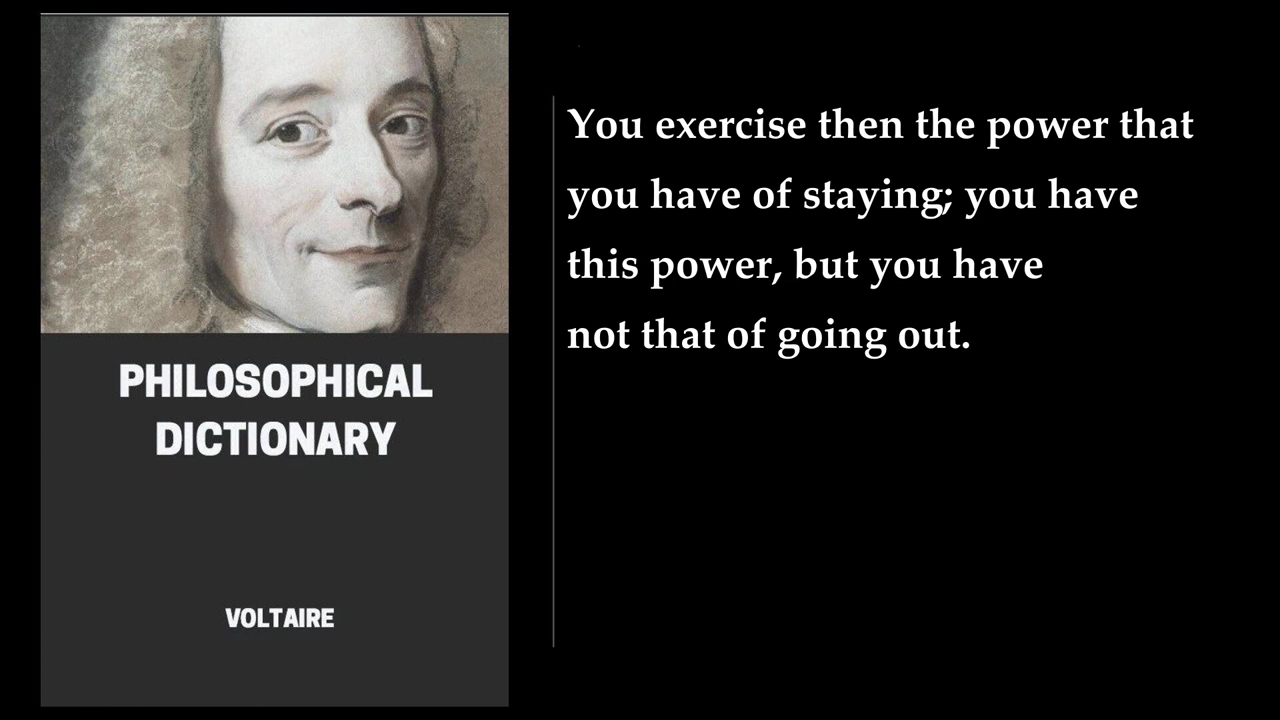 PHILOSOPHICAL
DICTIONARY
VOLTAIRE
You exercise then the power that
you have of staying; you have
this power, but you have
not that of going out.